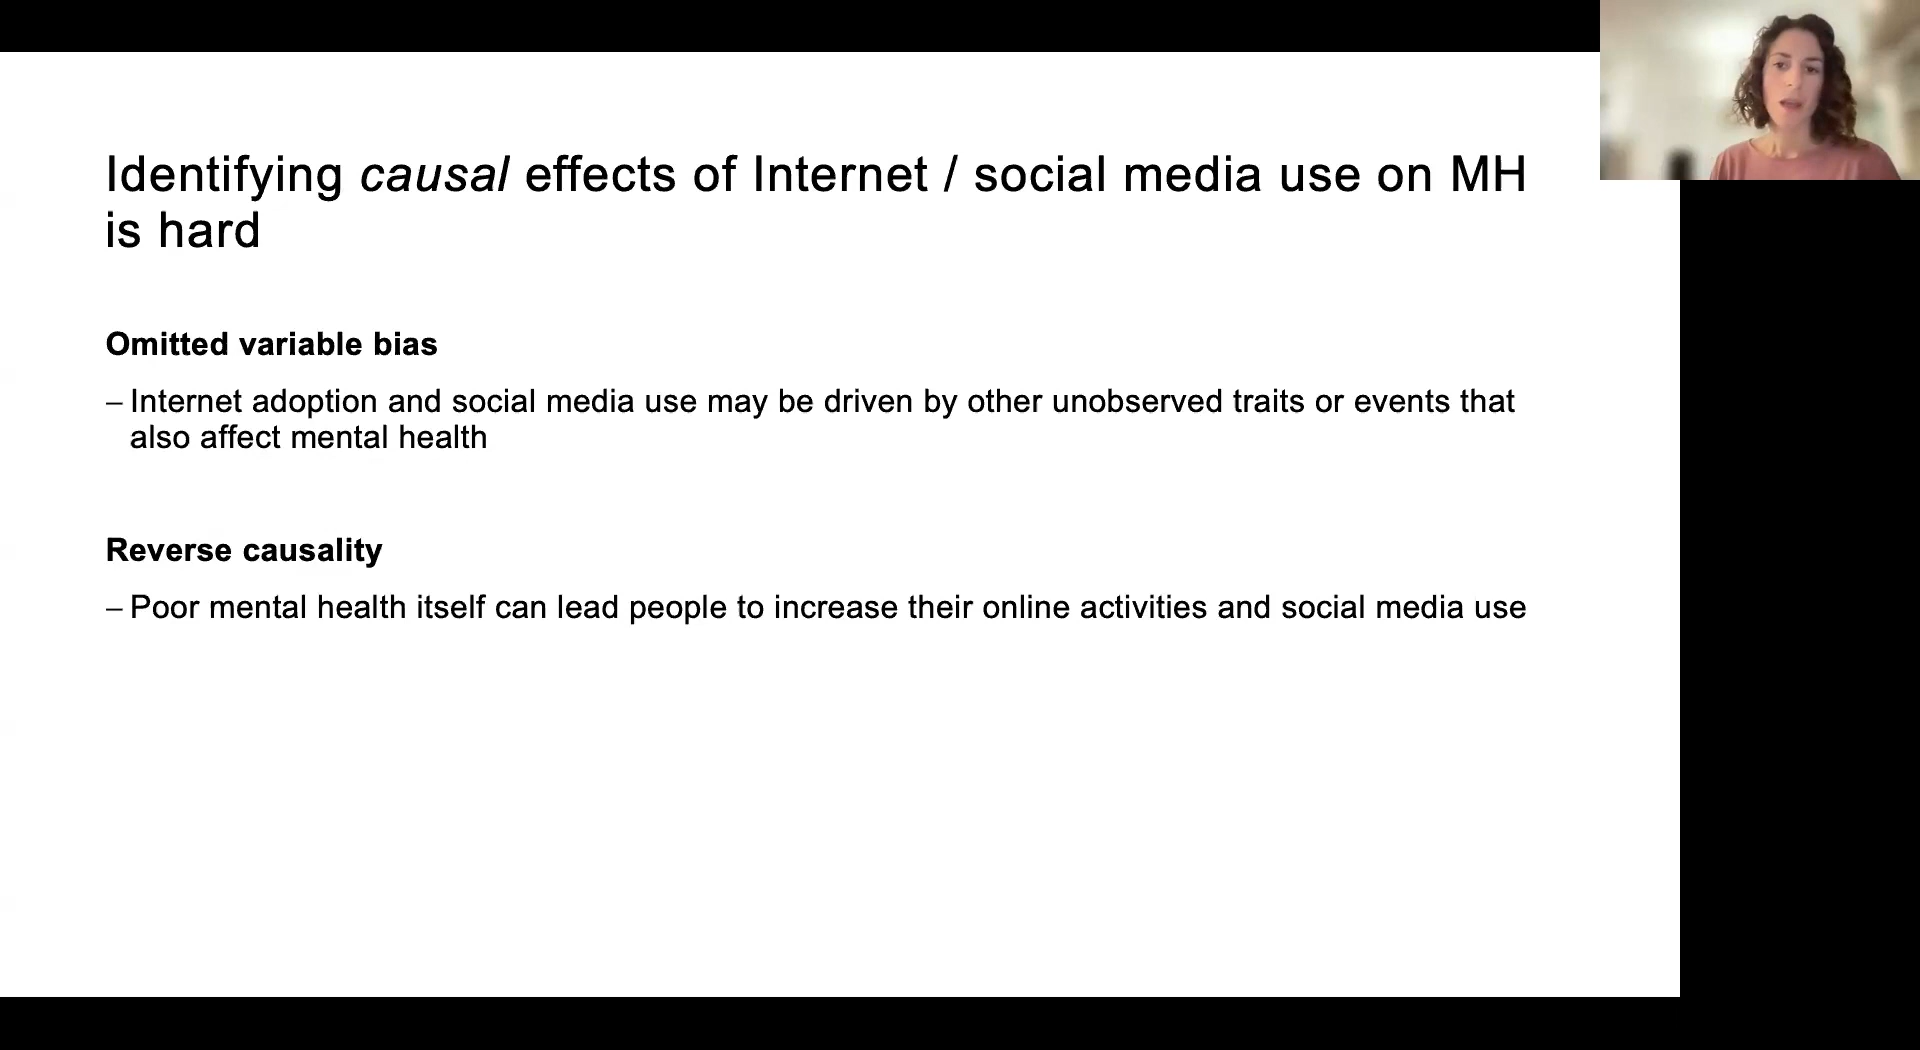 Identifying causal effects of Internet / social media use on MH
is hard
Omitted variable bias
– Internet adoption and social media use may be driven by other unobserved traits or events that
also affect mental health
Reverse causality
– Poor mental health itself can lead people to increase their online activities and social media use